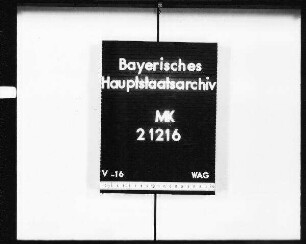 Bayerisches
Hauptstaatsarchiv
MK
21216
V -16 WAG